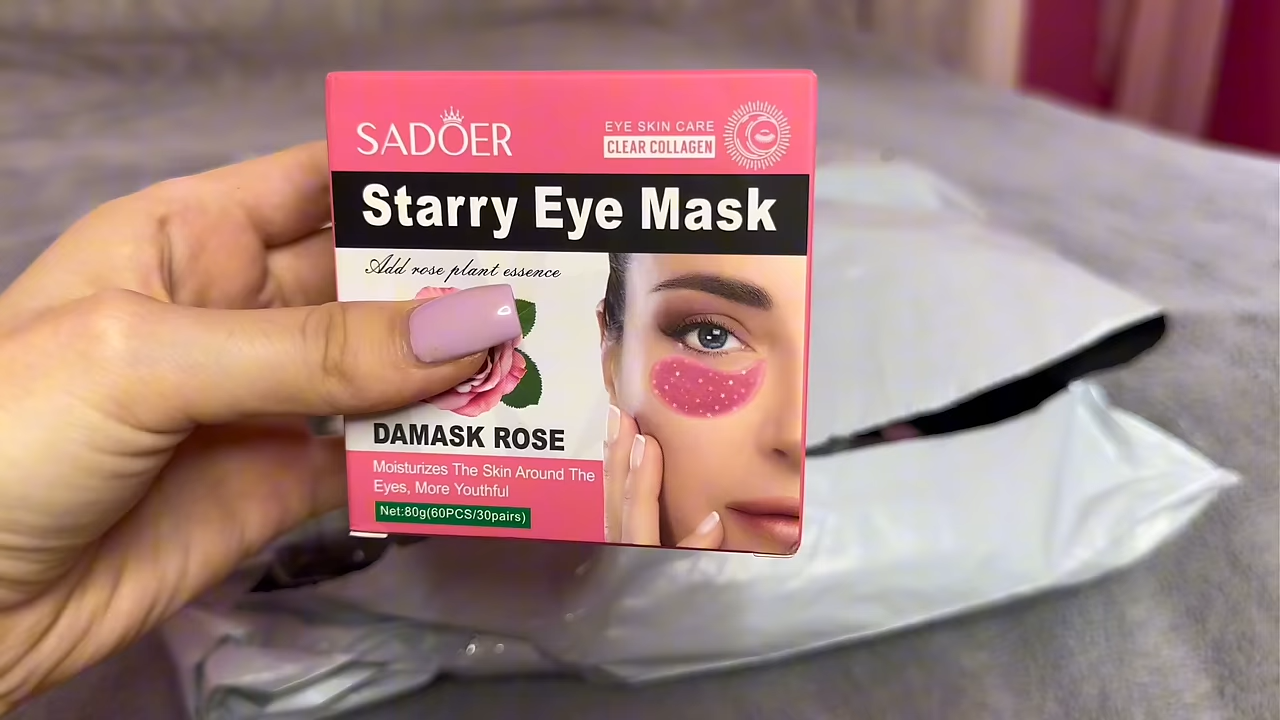 SADOER
EYE SKIN CARE
CLEAR COLLAGEN
Starry Eye Mask
Add rose plant essence
DAMASK ROSE
Moisturizes The Skin Around The
Eyes, More Youthful
Net:80g(60PCS/30pairs)